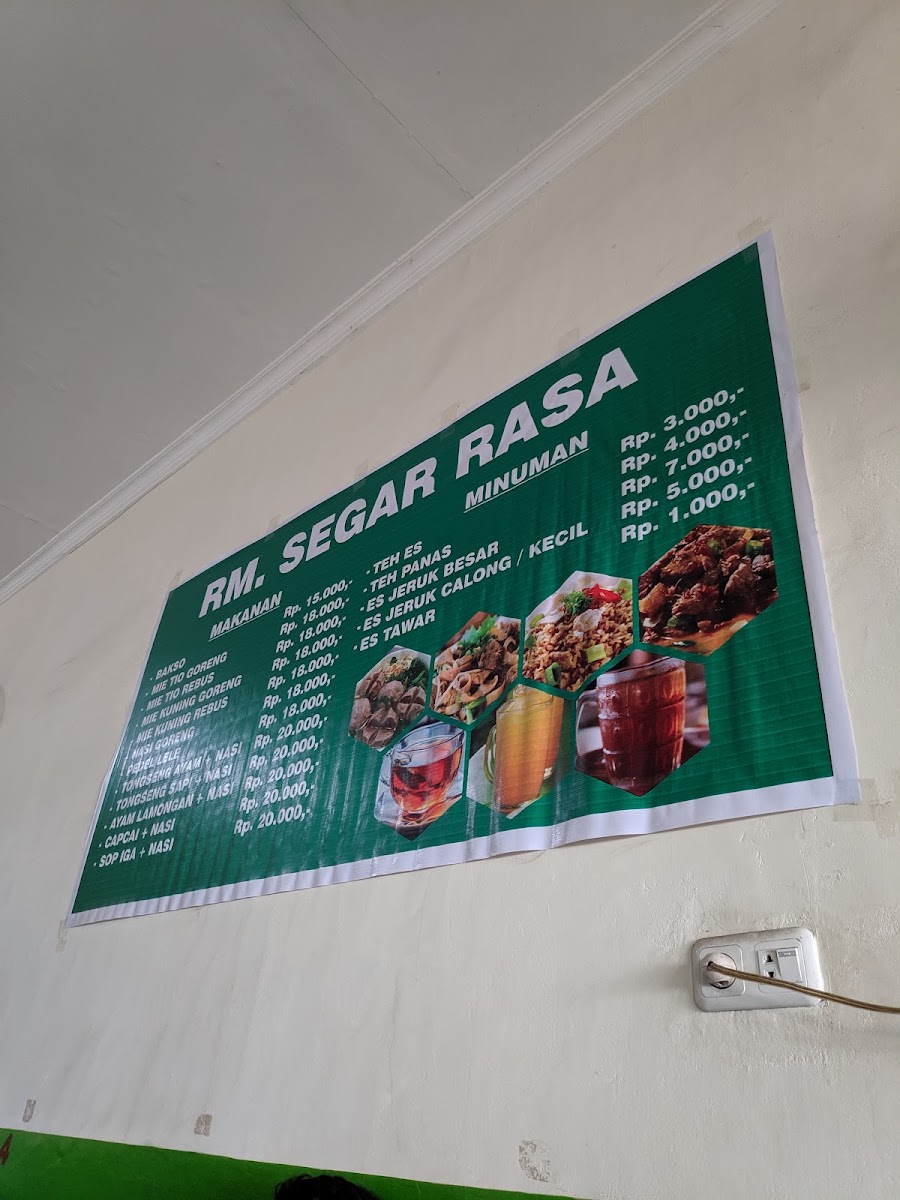 RM. SEGAR RASA
MAKANAN
· BAKSO Rp. 15.000,-
· MIE TIO GORENG Rp. 18.000,-
· MIE TIO REBUS Rp. 18.000,-
· MIE KUNING GORENG Rp. 18.000,-
· MIE KUNING REBUS Rp. 18.000,-
· NASI GORENG Rp. 18.000,-
· PECEL LELE Rp. 18.000,-
· TONGSENG AYAM + NASI Rp. 20.000,-
· TONGSENG SAPI + NASI Rp. 20.000,-
· AYAM LAMONGAN + NASI Rp. 20.000,-
· CAPCAI + NASI Rp. 20.000,-
· SOP IGA + NASI Rp. 20.000,-
MINUMAN
· TEH ES Rp. 3.000,-
· TEH PANAS Rp. 4.000,-
· ES JERUK BESAR Rp. 7.000,-
· ES JERUK CALONG / KECIL Rp. 5.000,-
· ES TAWAR Rp. 1.000,-